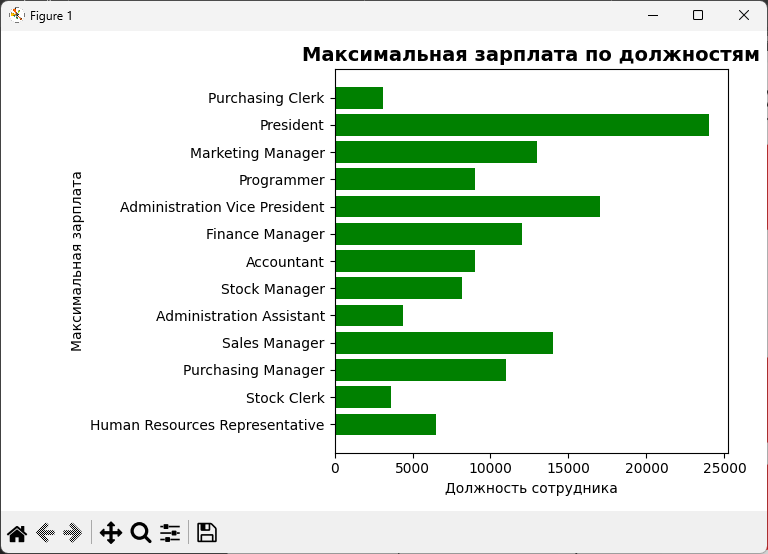 Figure 1
Максимальная зарплата по должностям
Максимальная зарплата
Purchasing Clerk
President
Marketing Manager
Programmer
Administration Vice President
Finance Manager
Accountant
Stock Manager
Administration Assistant
Sales Manager
Purchasing Manager
Stock Clerk
Human Resources Representative
0 5000 10000 15000 20000 25000
Должность сотрудника